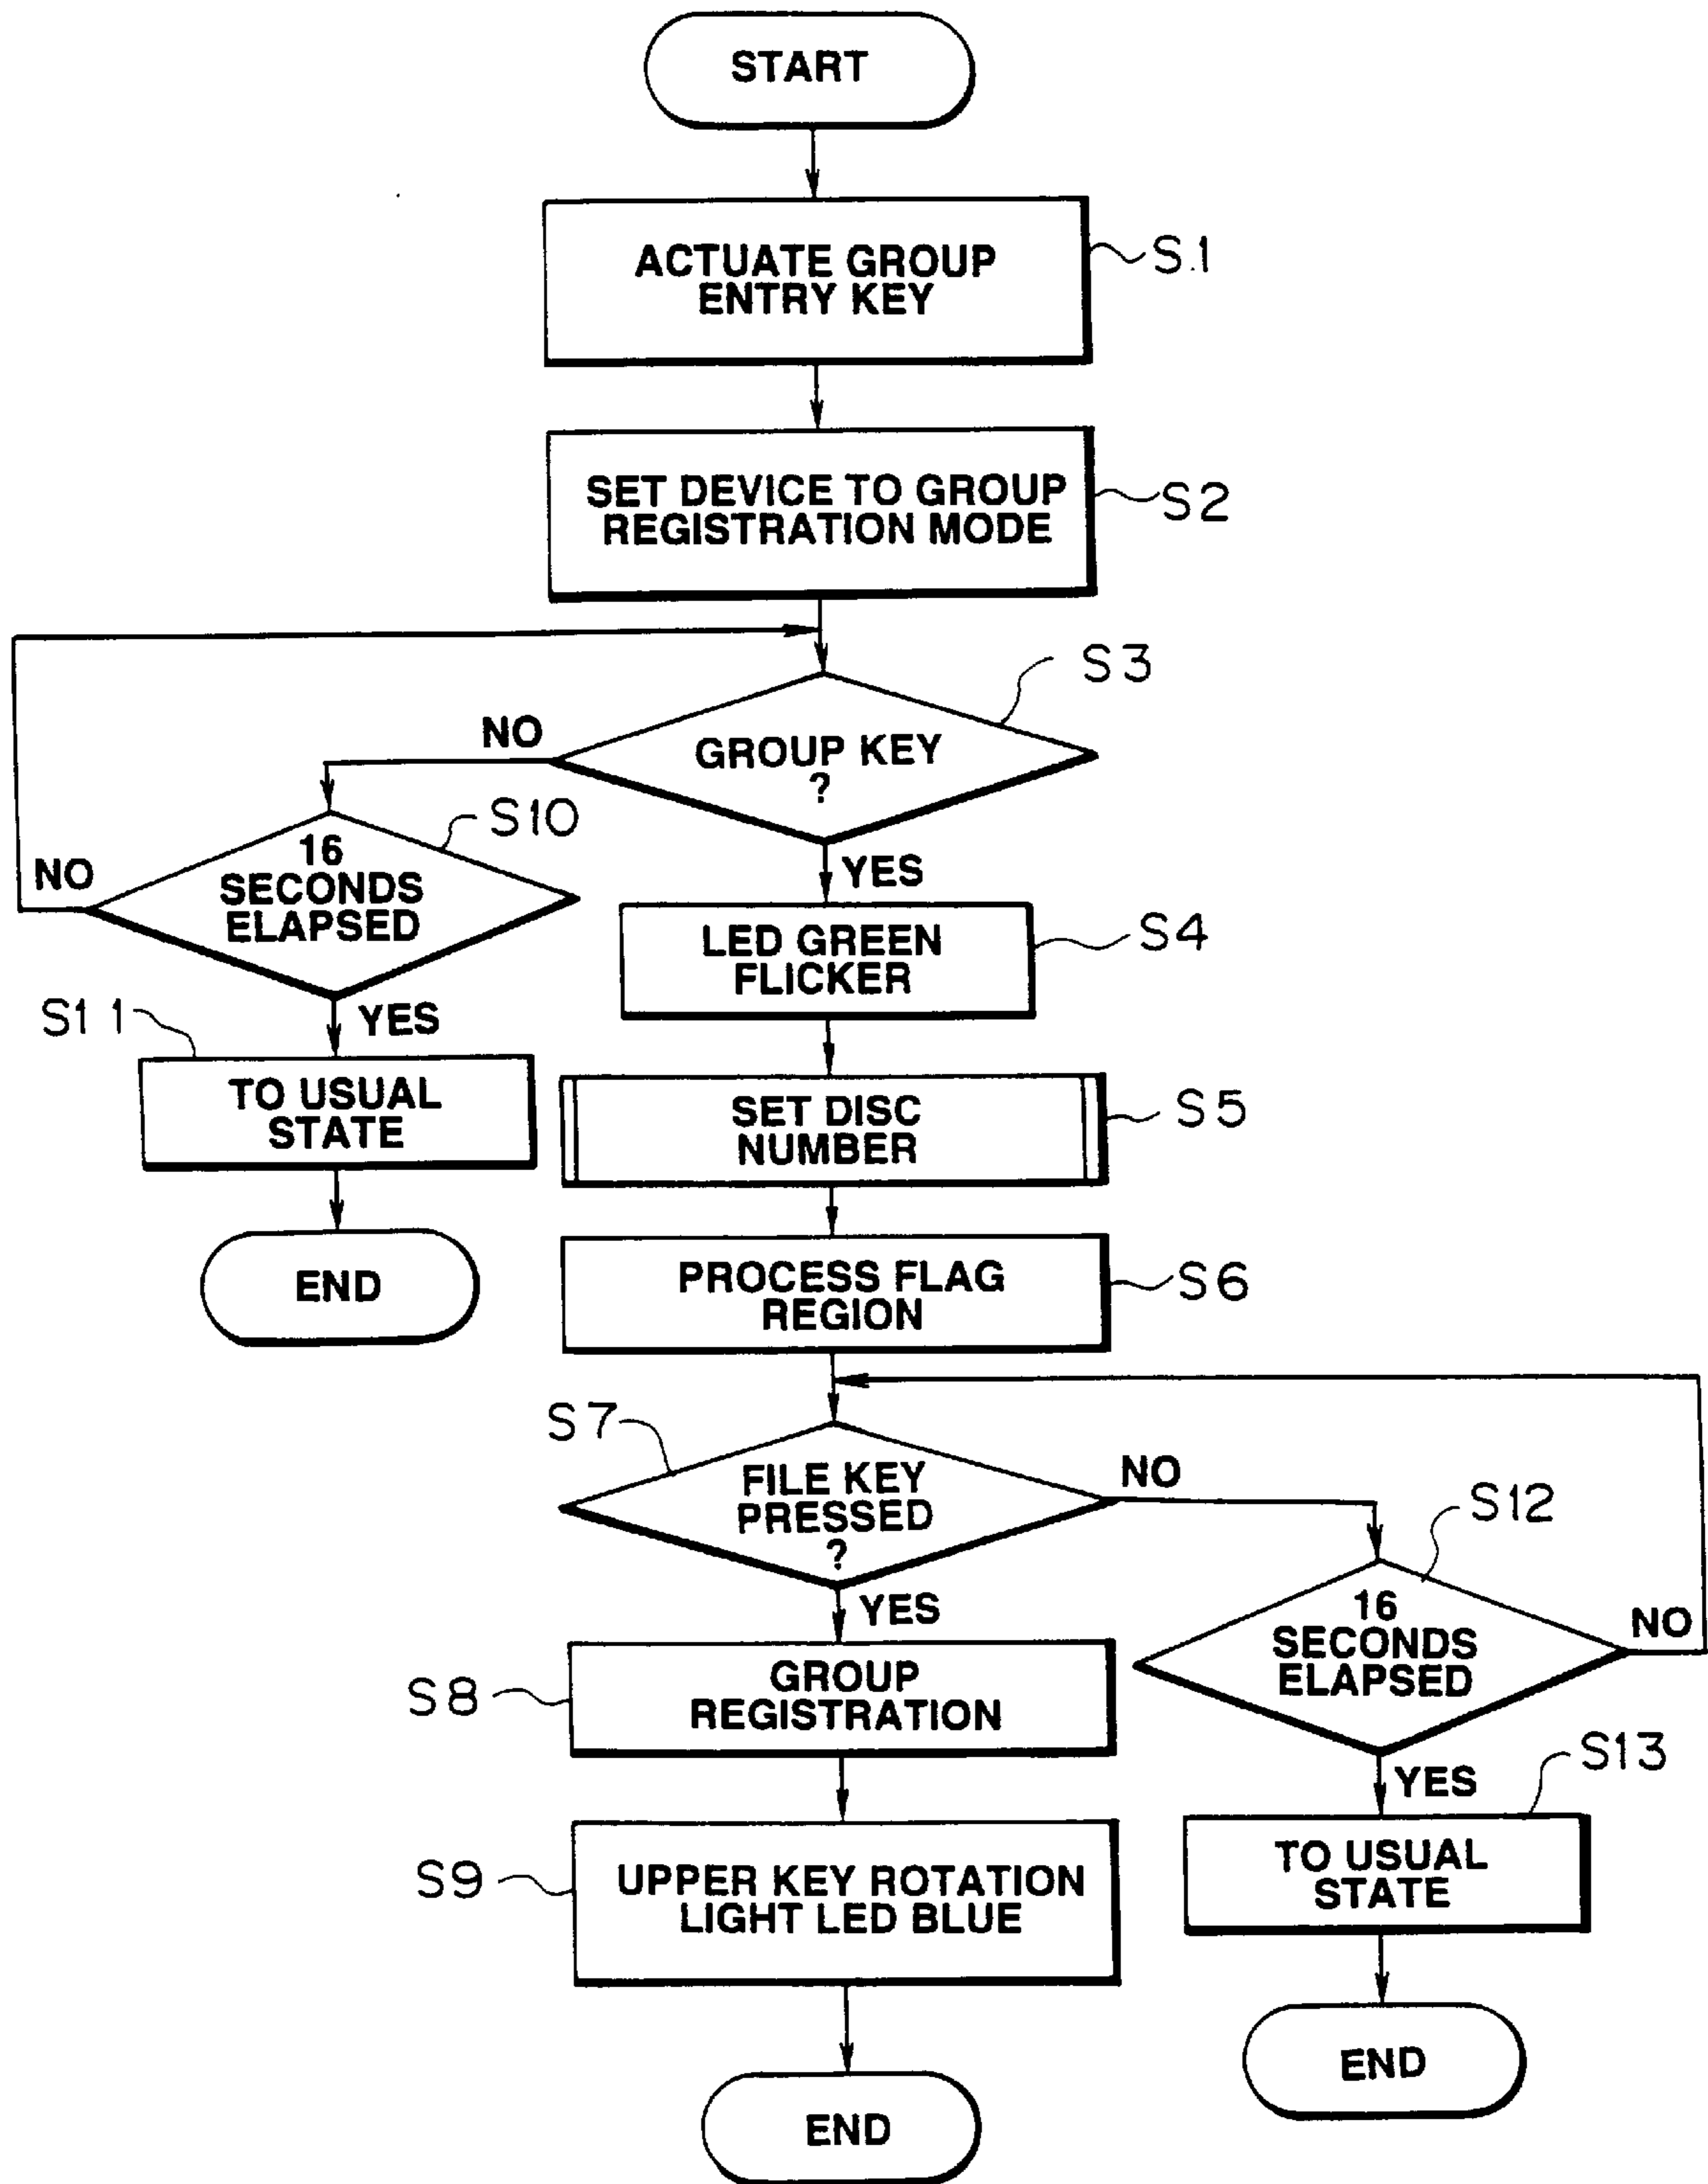 START
ACTUATE GROUP
ENTRY KEY
S.1
SET DEVICE TO GROUP
REGISTRATION MODE
S2
S3
NO
GROUP KEY
?
S10
NO
16
SECONDS
ELAPSED
YES
LED GREEN
FLICKER
S4
S11
YES
TO USUAL
STATE
SET DISC
NUMBER
S5
END
PROCESS FLAG
REGION
S6
S7
FILE KEY
PRESSED
?
NO
S12
16
SECONDS
ELAPSED
NO
YES
S8
GROUP
REGISTRATION
S13
YES
S9
UPPER KEY ROTATION
LIGHT LED BLUE
TO USUAL
STATE
END
END